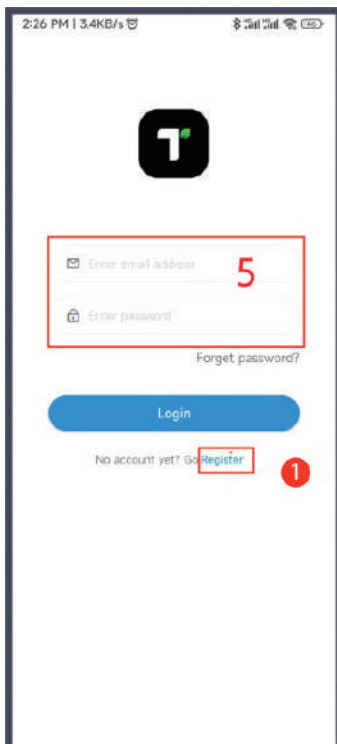 2:26 PM | 3.4KB/s
46
T
Enter email address
5
Enter password
Forget password?
Login
No account yet? Go Register
1